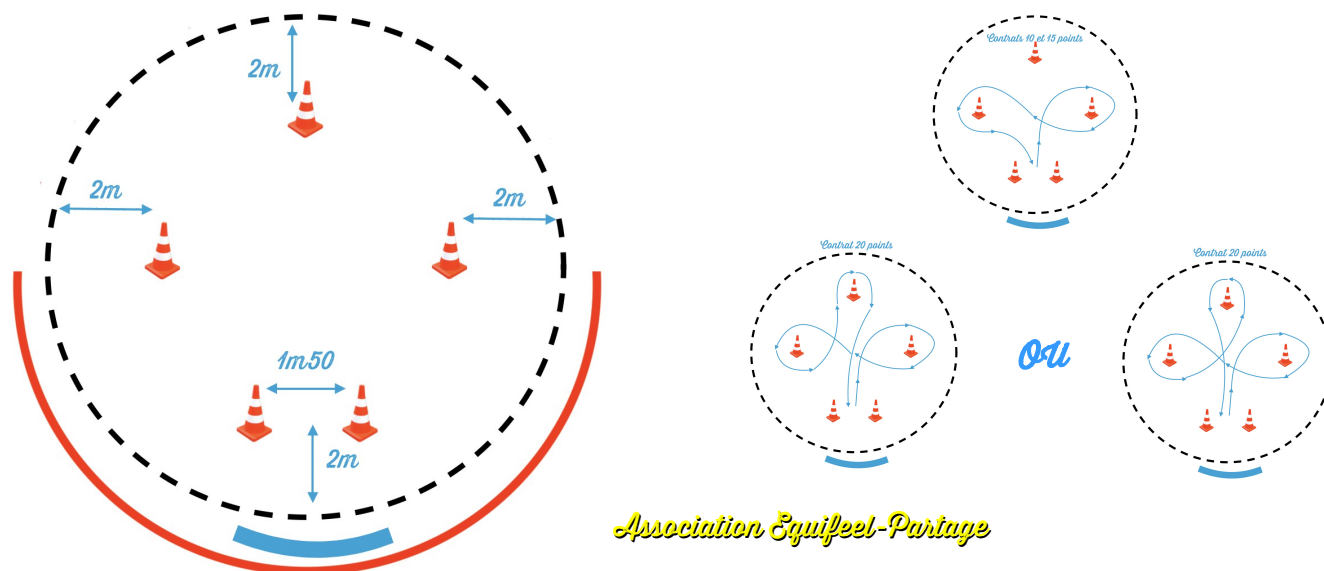 2m
2m
2m
1m50
2m
Contrats 10 et 15 points
Contrat 20 points
OU
Contrat 20 points
Association Equifeel-Partage